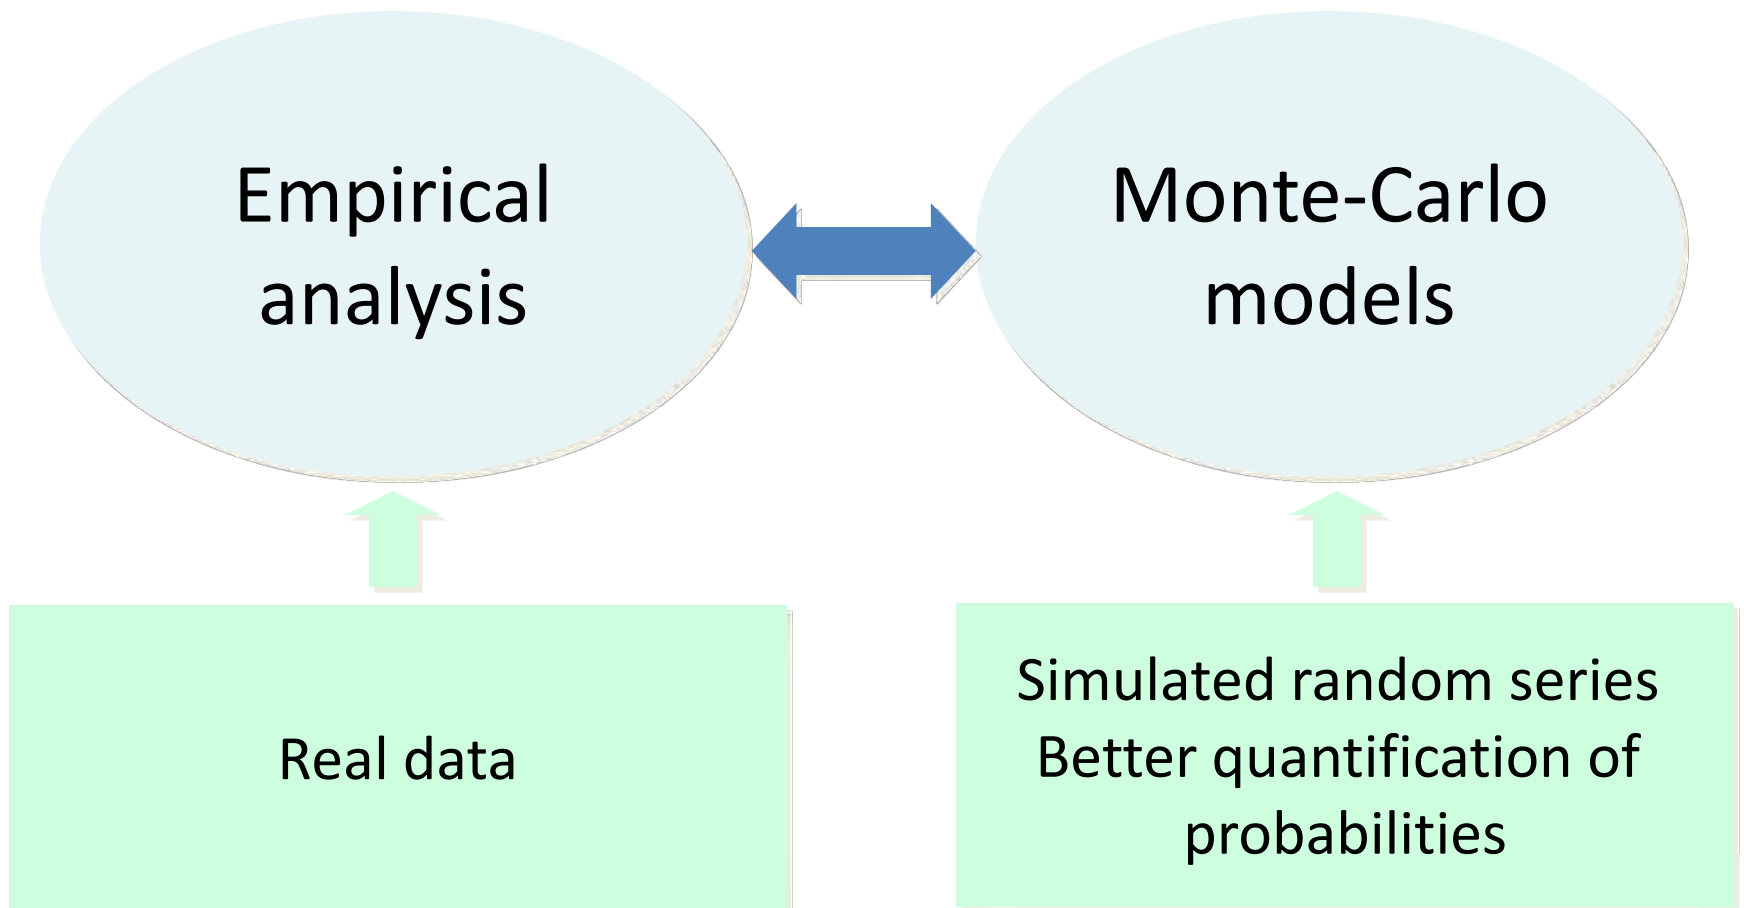 Empirical
analysis
Monte-Carlo
models
Real data
Simulated random series
Better quantification of
probabilities